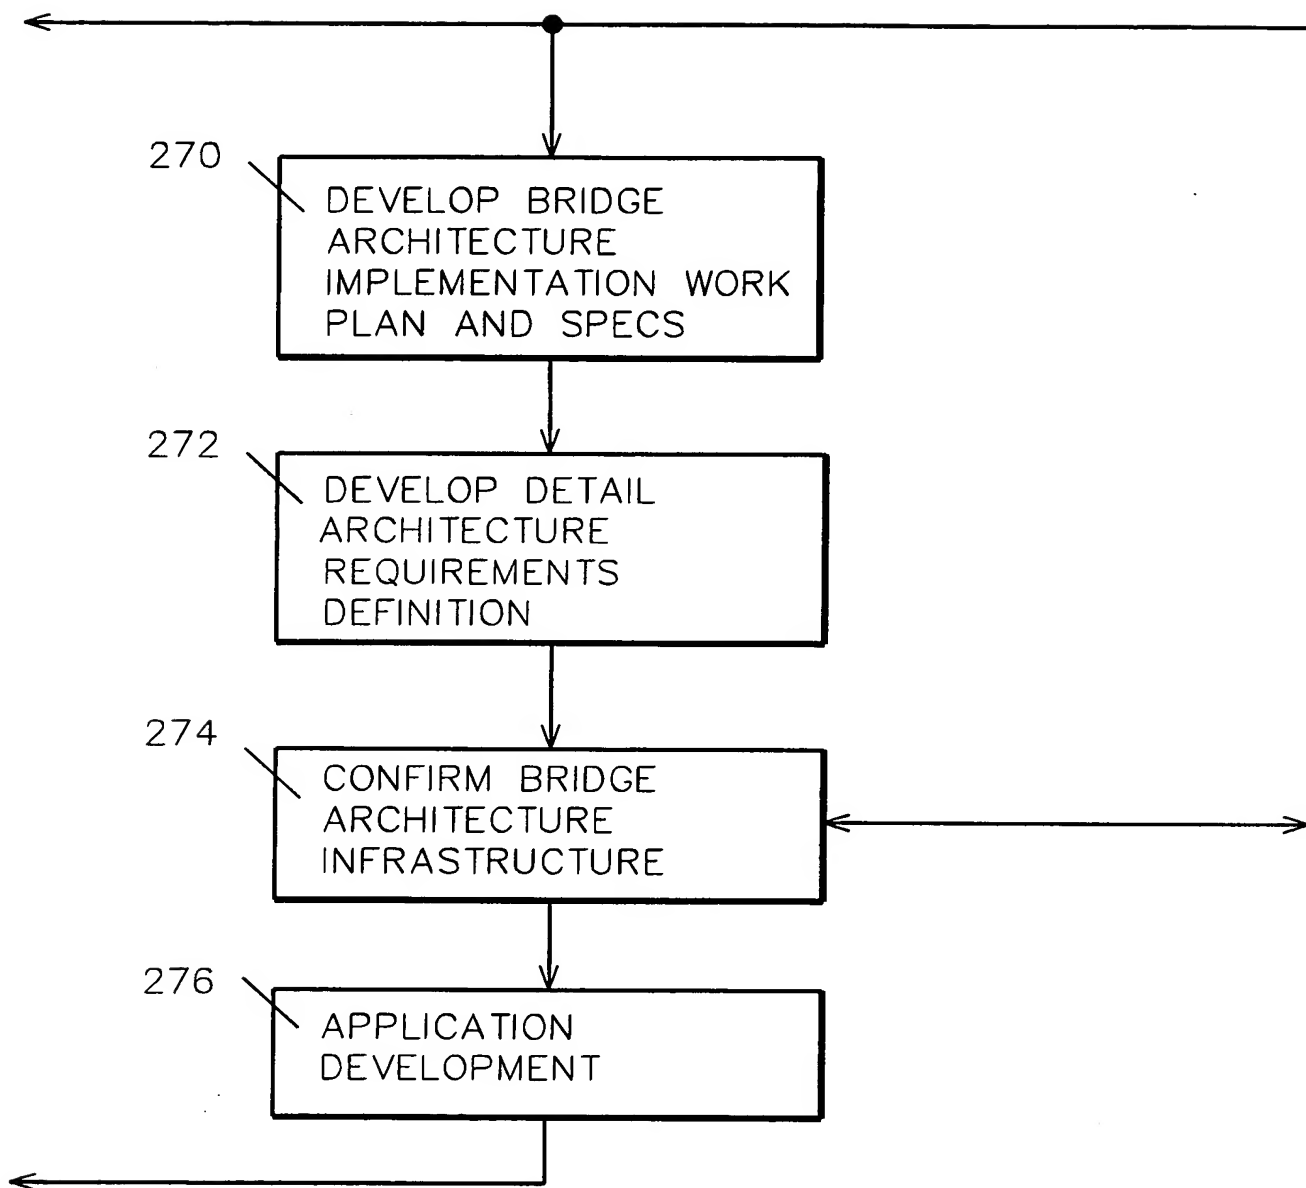 270
DEVELOP BRIDGE
ARCHITECTURE
IMPLEMENTATION WORK
PLAN AND SPECS
272
DEVELOP DETAIL
ARCHITECTURE
REQUIREMENTS
DEFINITION
274
CONFIRM BRIDGE
ARCHITECTURE
INFRASTRUCTURE
276
APPLICATION
DEVELOPMENT